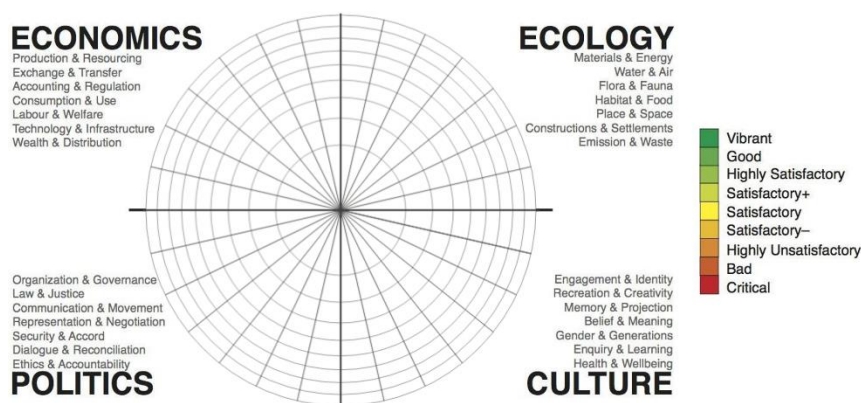 ECONOMICS
Production & Resourcing
Exchange & Transfer
Accounting & Regulation
Consumption & Use
Labour & Welfare
Technology & Infrastructure
Wealth & Distribution
ECOLOGY
Materials & Energy
Water & Air
Flora & Fauna
Habitat & Food
Place & Space
Constructions & Settlements
Emission & Waste
Vibrant
Good
Highly Satisfactory
Satisfactory+
Satisfactory
Satisfactory–
Highly Unsatisfactory
Bad
Critical
Organization & Governance
Law & Justice
Communication & Movement
Representation & Negotiation
Security & Accord
Dialogue & Reconciliation
Ethics & Accountability
POLITICS
Engagement & Identity
Recreation & Creativity
Memory & Projection
Belief & Meaning
Gender & Generations
Enquiry & Learning
Health & Wellbeing
CULTURE